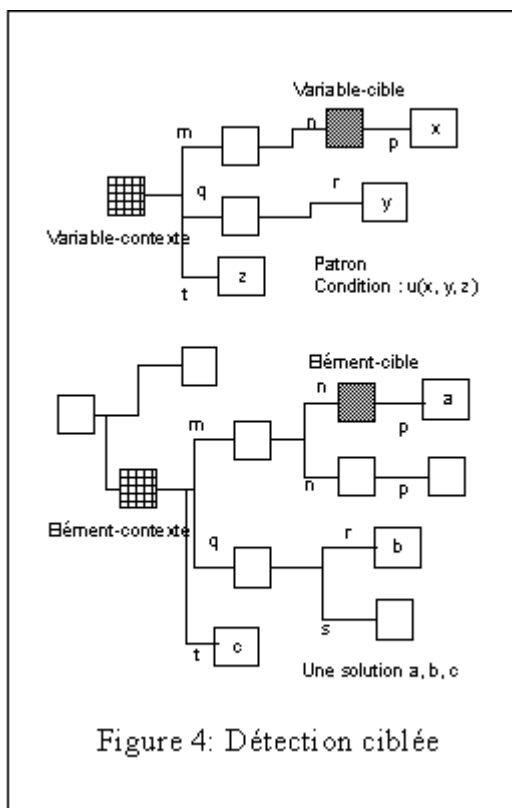 Variable-cible
m
n
x
p
q
r
y
Variable-contexte
t
z
Patron
Condition : u(x, y, z)
Elément-cible
n
a
m
p
n
p
Elément-contexte
q
r
b
s
t
c
Une solution a, b, c
Figure 4: Détection ciblée